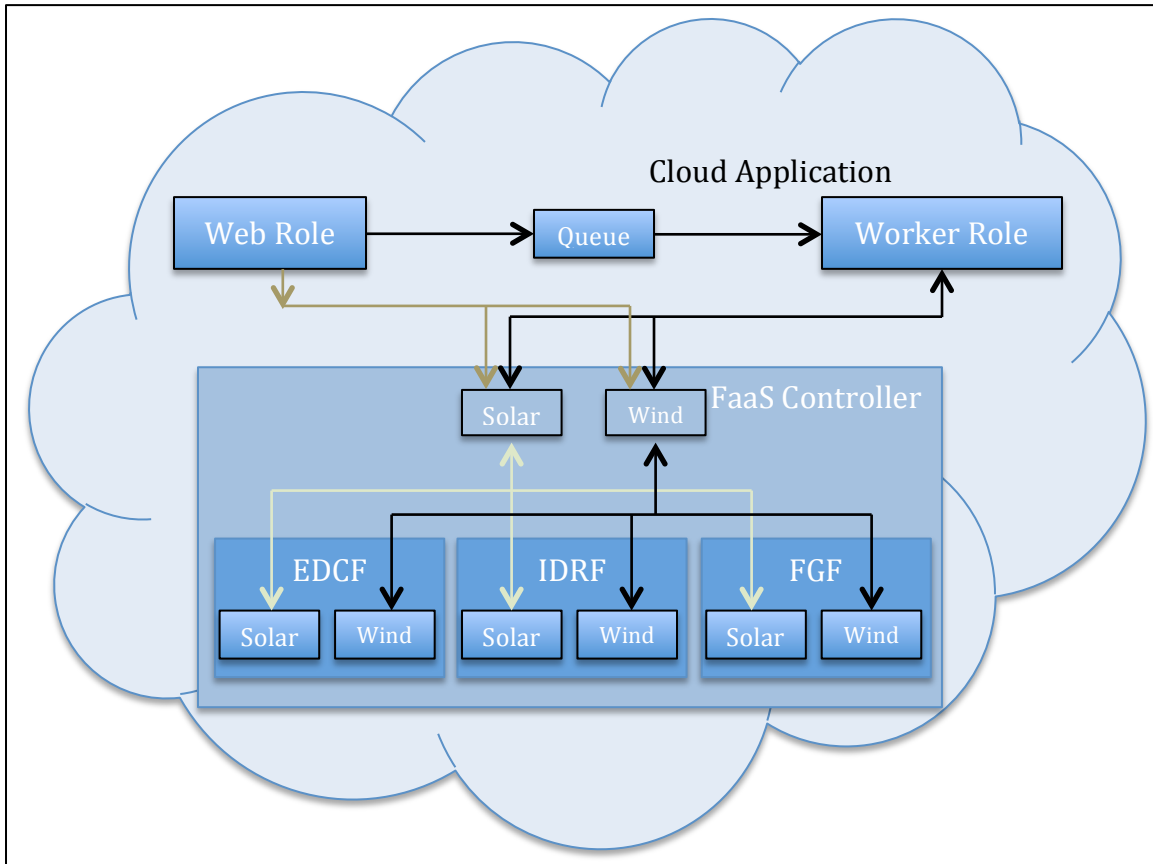 Cloud Application
Web Role
Queue
Worker Role
FaaS Controller
Solar
Wind
EDCF
IDRF
FGF
Solar
Wind
Solar
Wind
Solar
Wind